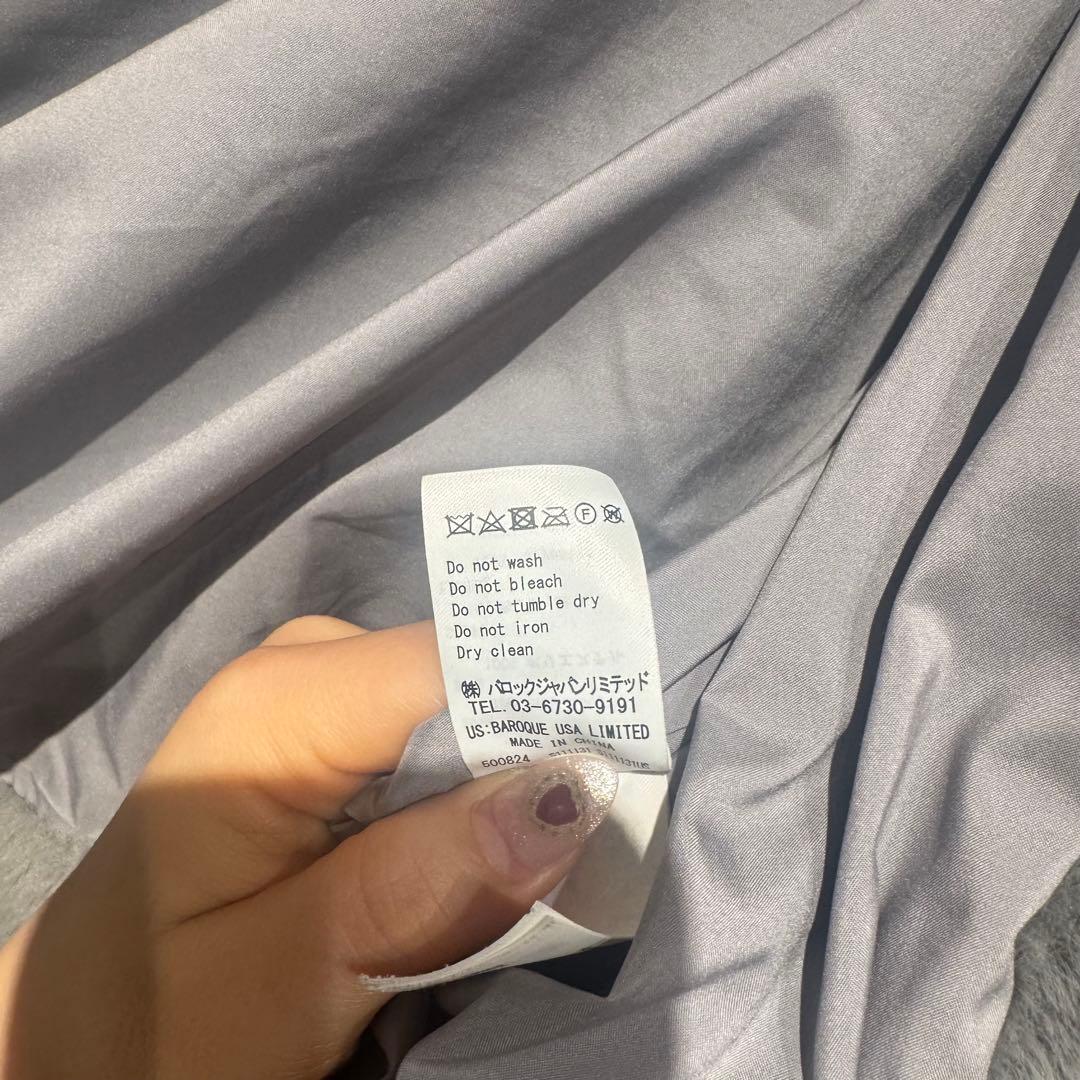 F W
Do not wash
Do not bleach
Do not tumble dry
Do not iron
Dry clean
㈱ バロックジャパンリミテッド
TEL. 03-6730-9191
US:BAROQUE USA LIMITED
MADE IN CHINA
500824